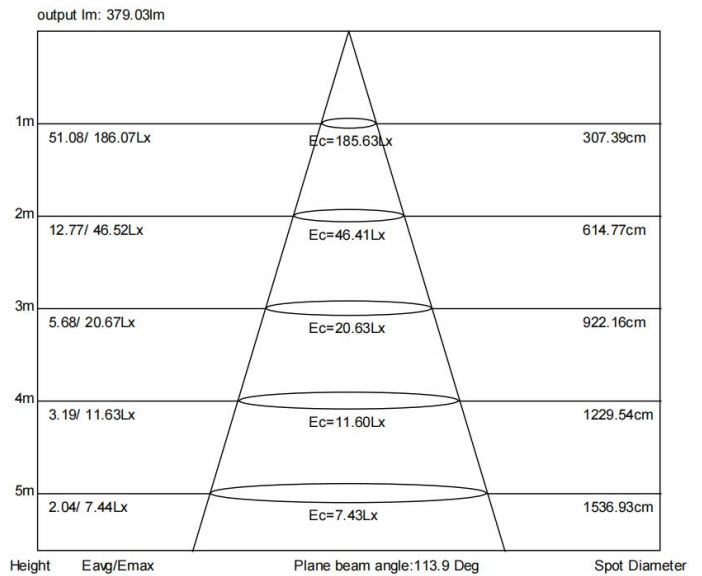 output lm: 379.03lm
1m
51.08/ 186.07Lx
Ec=185.63Lx
307.39cm
2m
12.77/ 46.52Lx
Ec=46.41Lx
614.77cm
3m
5.68/ 20.67Lx
Ec=20.63Lx
922.16cm
4m
3.19/ 11.63Lx
Ec=11.60Lx
1229.54cm
5m
2.04/ 7.44Lx
Ec=7.43Lx
1536.93cm
Height Eavg/Emax Plane beam angle:113.9 Deg Spot Diameter